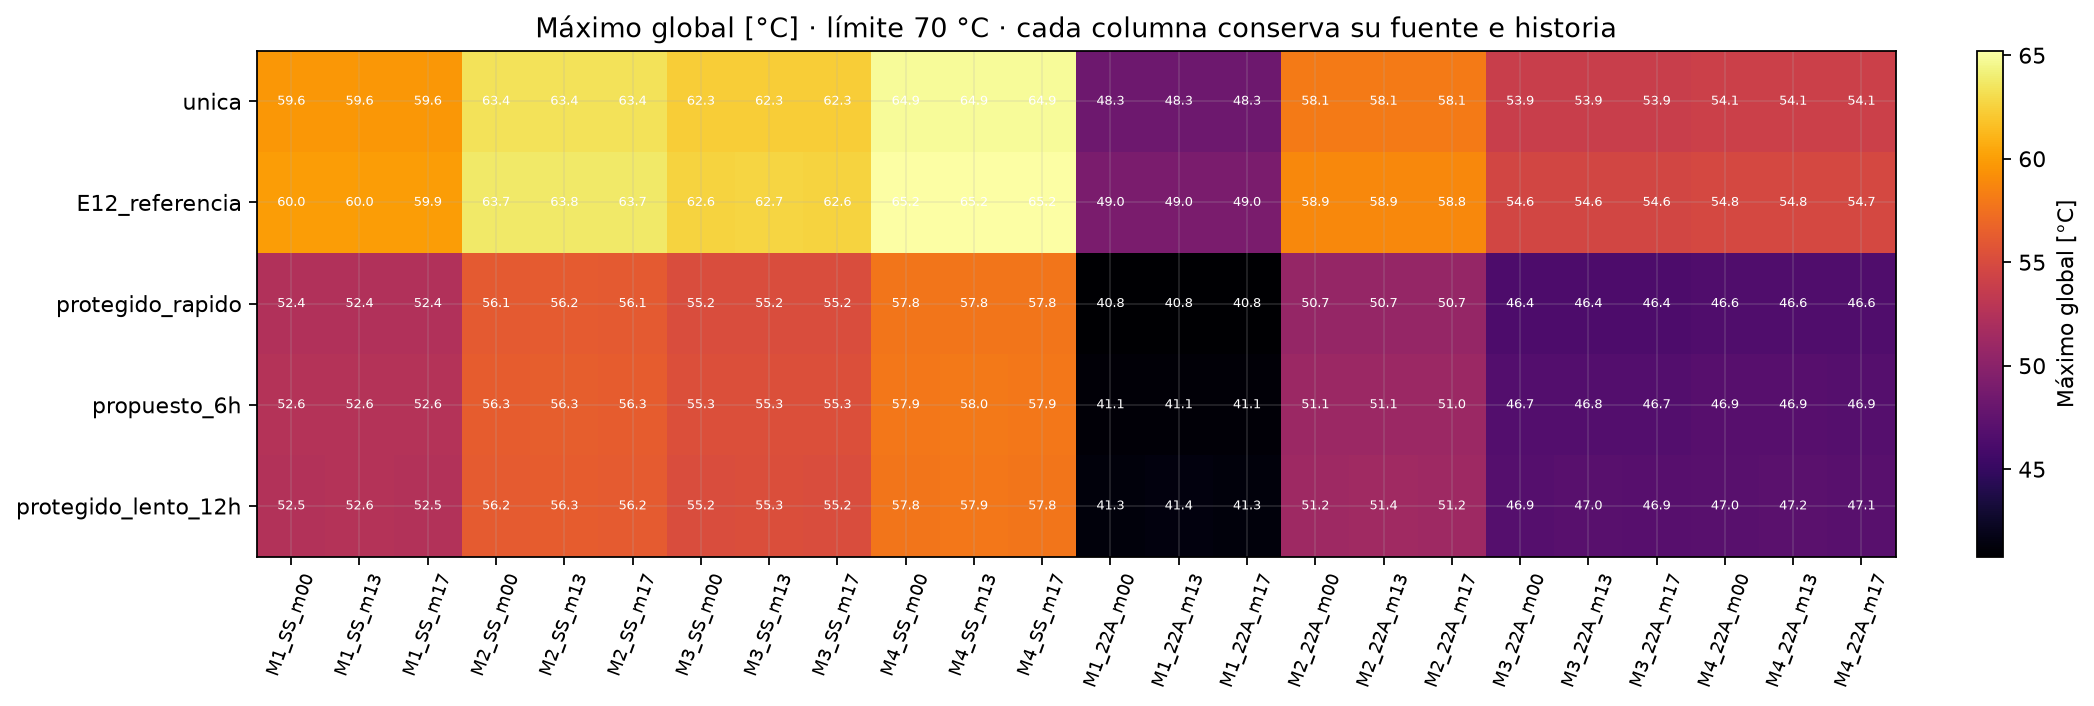 Máximo global [°C] · límite 70 °C · cada columna conserva su fuente e historia
unica 59.6 59.6 59.6 63.4 63.4 63.4 62.3 62.3 62.3 64.9 64.9 64.9 48.3 48.3 48.3 58.1 58.1 58.1 53.9 53.9 53.9 54.1 54.1 54.1
E12_referencia 60.0 60.0 59.9 63.7 63.8 63.7 62.6 62.7 62.6 65.2 65.2 65.2 49.0 49.0 49.0 58.9 58.9 58.8 54.6 54.6 54.6 54.8 54.8 54.7
protegido_rapido 52.4 52.4 52.4 56.1 56.2 56.1 55.2 55.2 55.2 57.8 57.8 57.8 40.8 40.8 40.8 50.7 50.7 50.7 46.4 46.4 46.4 46.6 46.6 46.6
propuesto_6h 52.6 52.6 52.6 56.3 56.3 56.3 55.3 55.3 55.3 57.9 58.0 57.9 41.1 41.1 41.1 51.1 51.1 51.0 46.7 46.8 46.7 46.9 46.9 46.9
protegido_lento_12h 52.5 52.6 52.5 56.2 56.3 56.2 55.2 55.3 55.2 57.8 57.9 57.8 41.3 41.4 41.3 51.2 51.4 51.2 46.9 47.0 46.9 47.0 47.2 47.1
M1_SS_m00 M1_SS_m13 M1_SS_m17 M2_SS_m00 M2_SS_m13 M2_SS_m17 M3_SS_m00 M3_SS_m13 M3_SS_m17 M4_SS_m00 M4_SS_m13 M4_SS_m17 M1_22A_m00 M1_22A_m13 M1_22A_m17 M2_22A_m00 M2_22A_m13 M2_22A_m17 M3_22A_m00 M3_22A_m13 M3_22A_m17 M4_22A_m00 M4_22A_m13 M4_22A_m17
65
60
55
50
45
Máximo global [°C]